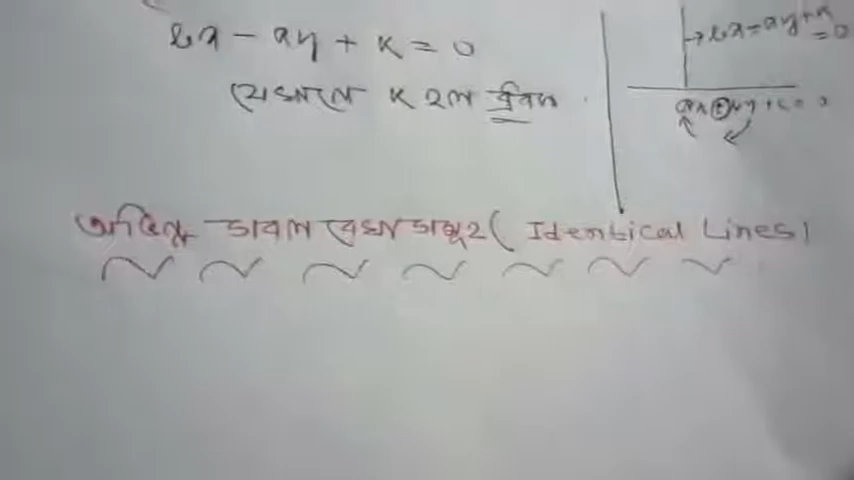 bx - ay + k = 0
যেখানে k হল ধ্রুবক
→ bx - ay + k = 0
ax + by + c = 0
অভিন্ন সরল রেখাসমূহ ( Identical Lines )